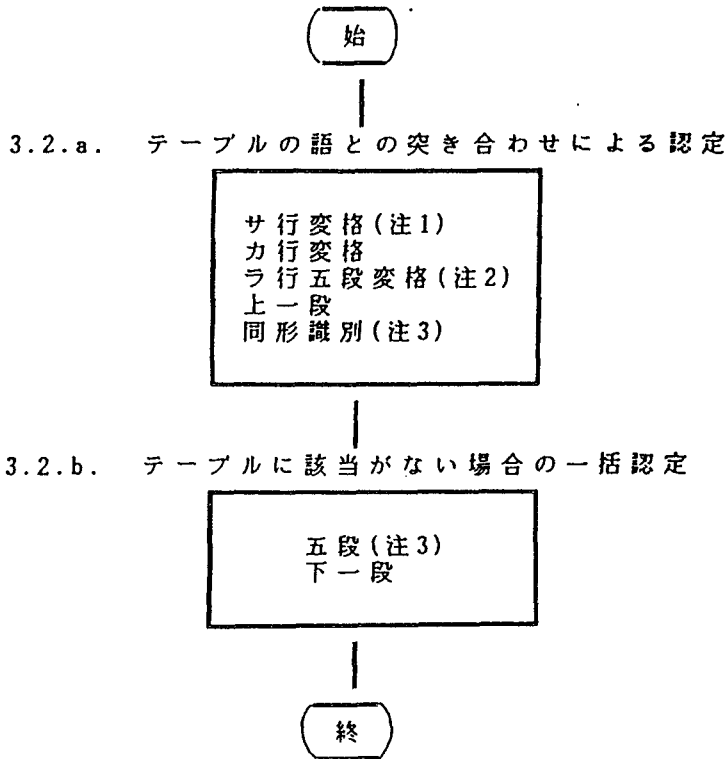 始
3.2.a. テーブルの語との突き合わせによる認定
サ行変格(注1)
カ行変格
ラ行五段変格(注2)
上一段
同形識別(注3)
3.2.b. テーブルに該当がない場合の一括認定
五段(注3)
下一段
終